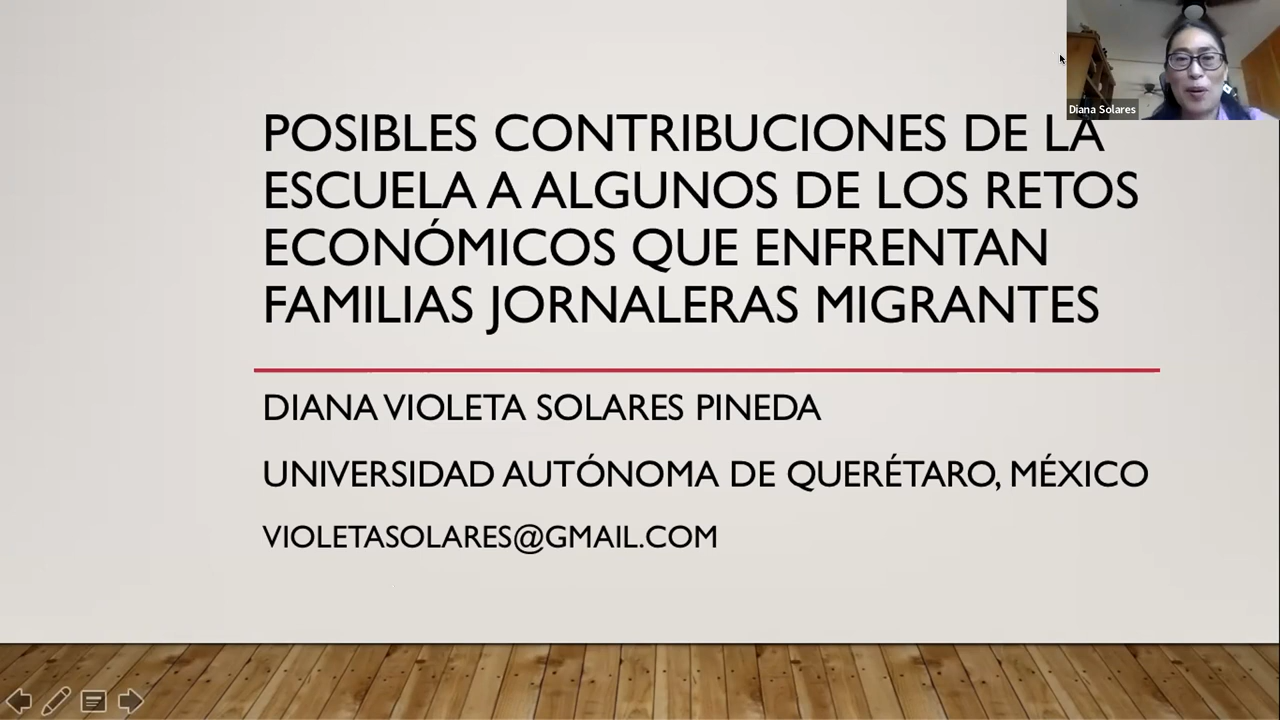 Diana Solares
POSIBLES CONTRIBUCIONES DE LA
ESCUELA A ALGUNOS DE LOS RETOS
ECONÓMICOS QUE ENFRENTAN
FAMILIAS JORNALERAS MIGRANTES
DIANA VIOLETA SOLARES PINEDA
UNIVERSIDAD AUTÓNOMA DE QUERÉTARO, MÉXICO
VIOLETASOLARES@GMAIL.COM